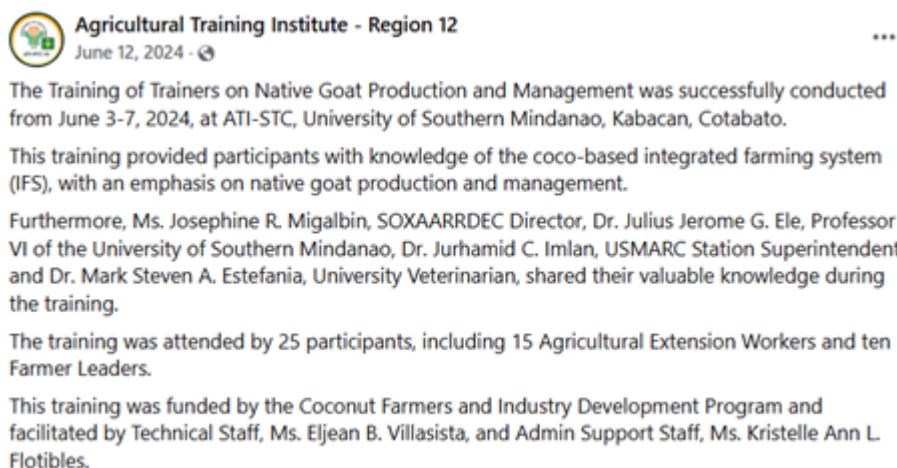 Agricultural Training Institute - Region 12
June 12, 2024 ·
The Training of Trainers on Native Goat Production and Management was successfully conducted
from June 3-7, 2024, at ATI-STC, University of Southern Mindanao, Kabacan, Cotabato.
This training provided participants with knowledge of the coco-based integrated farming system
(IFS), with an emphasis on native goat production and management.
Furthermore, Ms. Josephine R. Migalbin, SOXAARRDEC Director, Dr. Julius Jerome G. Ele, Professor
VI of the University of Southern Mindanao, Dr. Jurhamid C. Imlan, USMARC Station Superintendent
and Dr. Mark Steven A. Estefania, University Veterinarian, shared their valuable knowledge during
the training.
The training was attended by 25 participants, including 15 Agricultural Extension Workers and ten
Farmer Leaders.
This training was funded by the Coconut Farmers and Industry Development Program and
facilitated by Technical Staff, Ms. Eljean B. Villasista, and Admin Support Staff, Ms. Kristelle Ann L.
Flotibles.